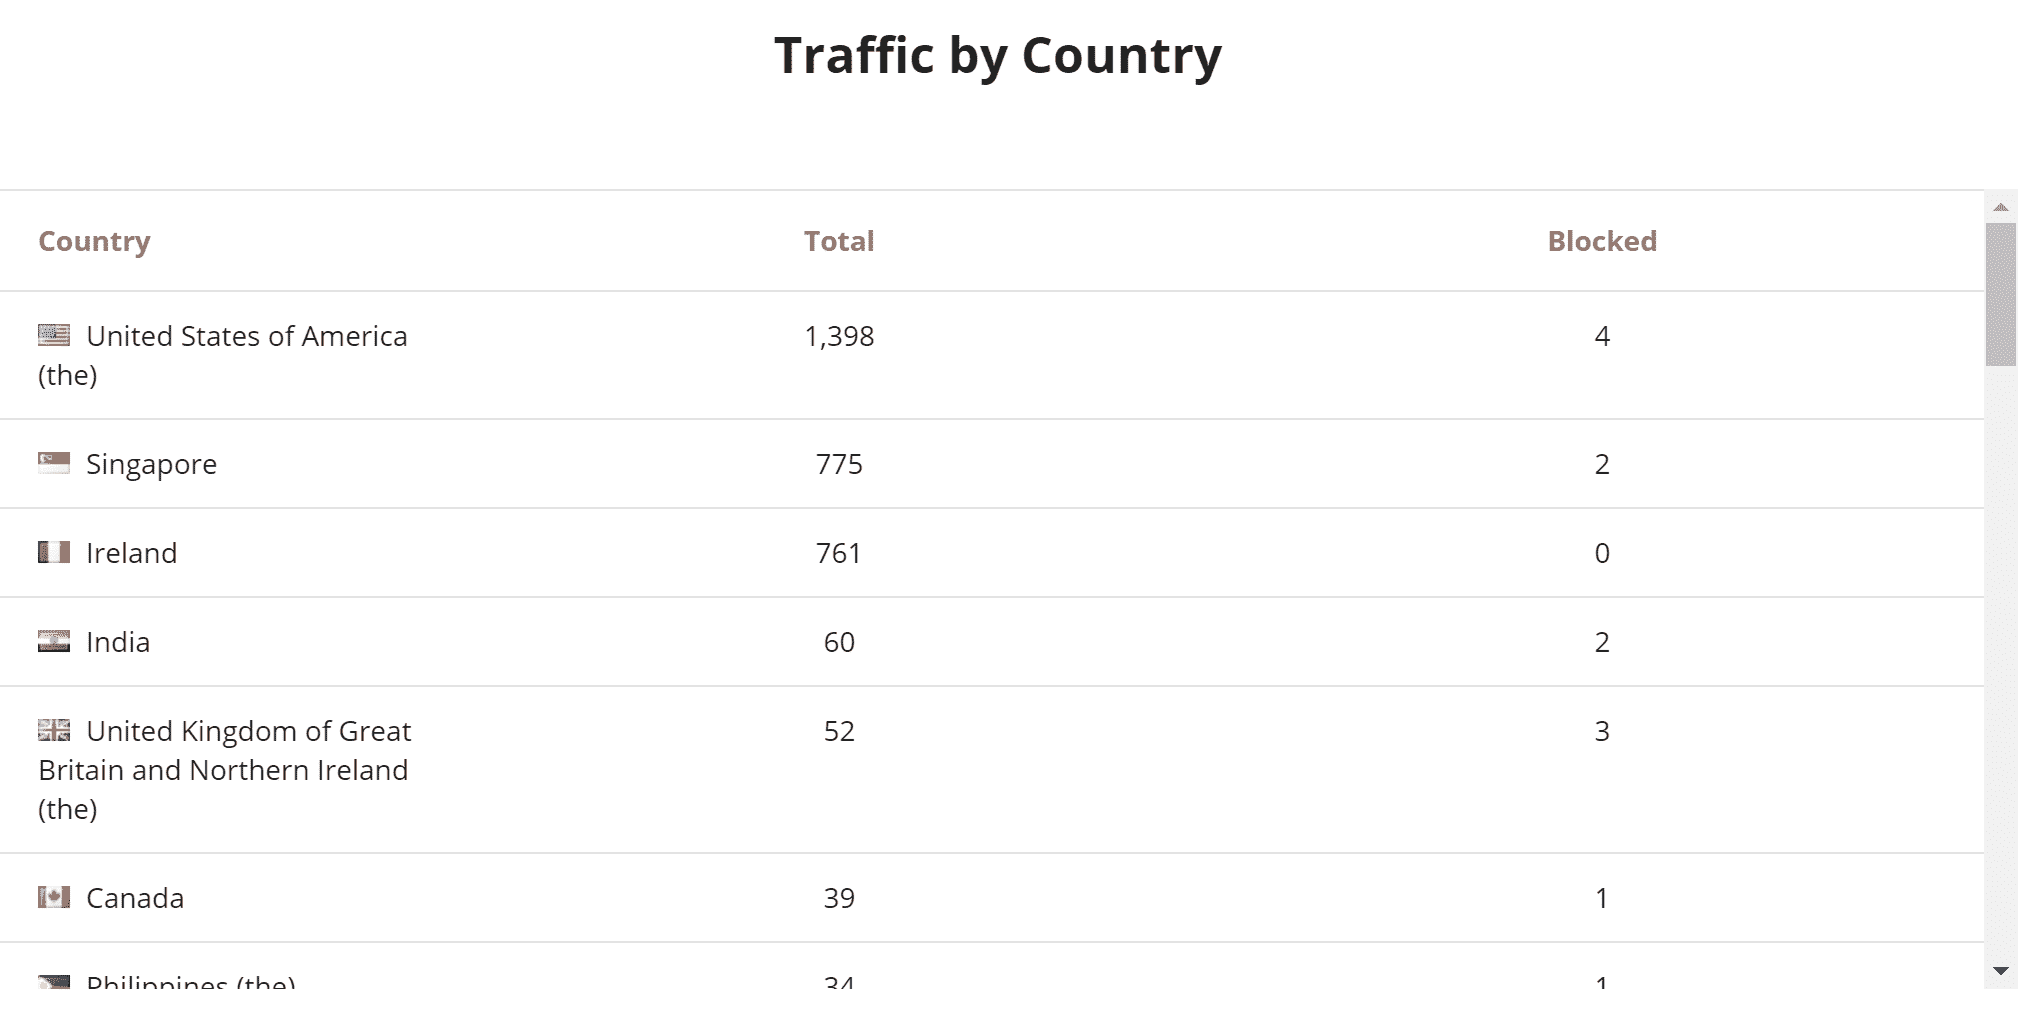 Traffic by Country
Country Total Blocked
United States of America 1,398 4
(the)
Singapore 775 2
Ireland 761 0
India 60 2
United Kingdom of Great 52 3
Britain and Northern Ireland
(the)
Canada 39 1
Philippines (the) 34 1